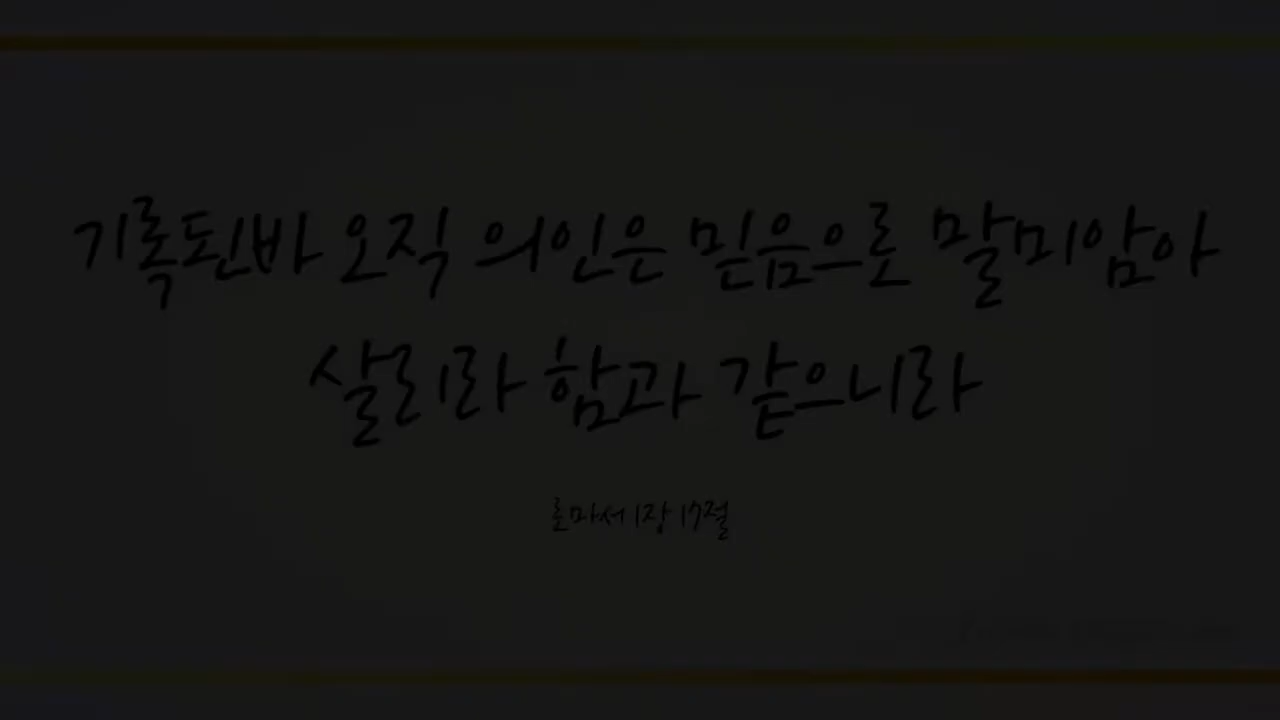 기록된바 오직 의인은 믿음으로 말미암아
살리라 함과 같으니라
로마서 1장 17절